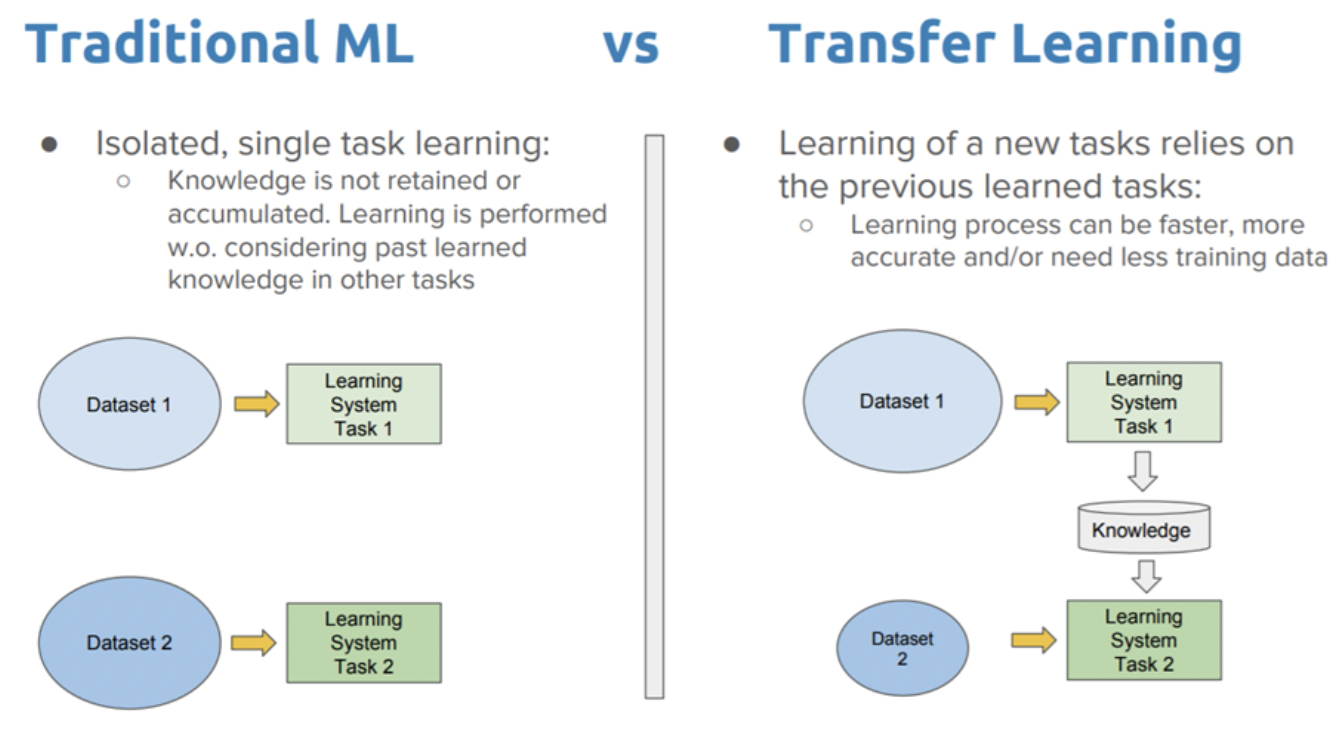 Traditional ML vs Transfer Learning
● Isolated, single task learning:
○ Knowledge is not retained or
accumulated. Learning is performed
w.o. considering past learned
knowledge in other tasks
Dataset 1
Learning
System
Task 1
Dataset 2
Learning
System
Task 2
● Learning of a new tasks relies on
the previous learned tasks:
○ Learning process can be faster, more
accurate and/or need less training data
Dataset 1
Learning
System
Task 1
Knowledge
Dataset
2
Learning
System
Task 2